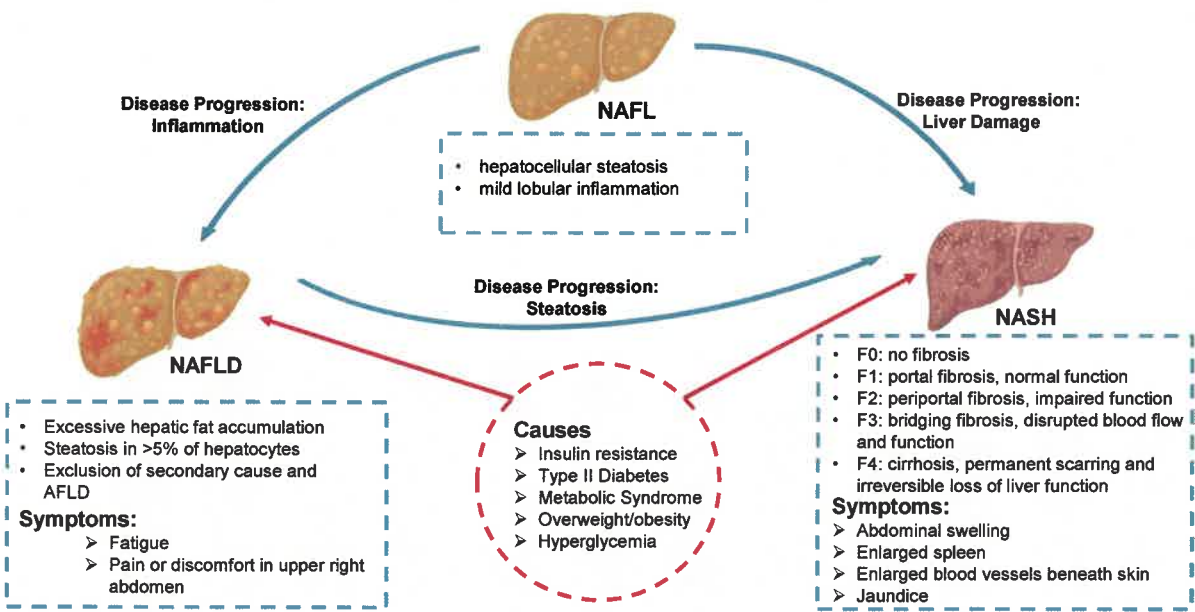 Disease Progression:
Inflammation
NAFL
Disease Progression:
Liver Damage
• hepatocellular steatosis
• mild lobular inflammation
Disease Progression:
Steatosis
NAFLD
NASH
• Excessive hepatic fat accumulation
• Steatosis in >5% of hepatocytes
• Exclusion of secondary cause and
AFLD
Symptoms:
➢ Fatigue
➢ Pain or discomfort in upper right
abdomen
Causes
➢ Insulin resistance
➢ Type II Diabetes
➢ Metabolic Syndrome
➢ Overweight/obesity
➢ Hyperglycemia
• F0: no fibrosis
• F1: portal fibrosis, normal function
• F2: periportal fibrosis, impaired function
• F3: bridging fibrosis, disrupted blood flow
and function
• F4: cirrhosis, permanent scarring and
irreversible loss of liver function
Symptoms:
➢ Abdominal swelling
➢ Enlarged spleen
➢ Enlarged blood vessels beneath skin
➢ Jaundice